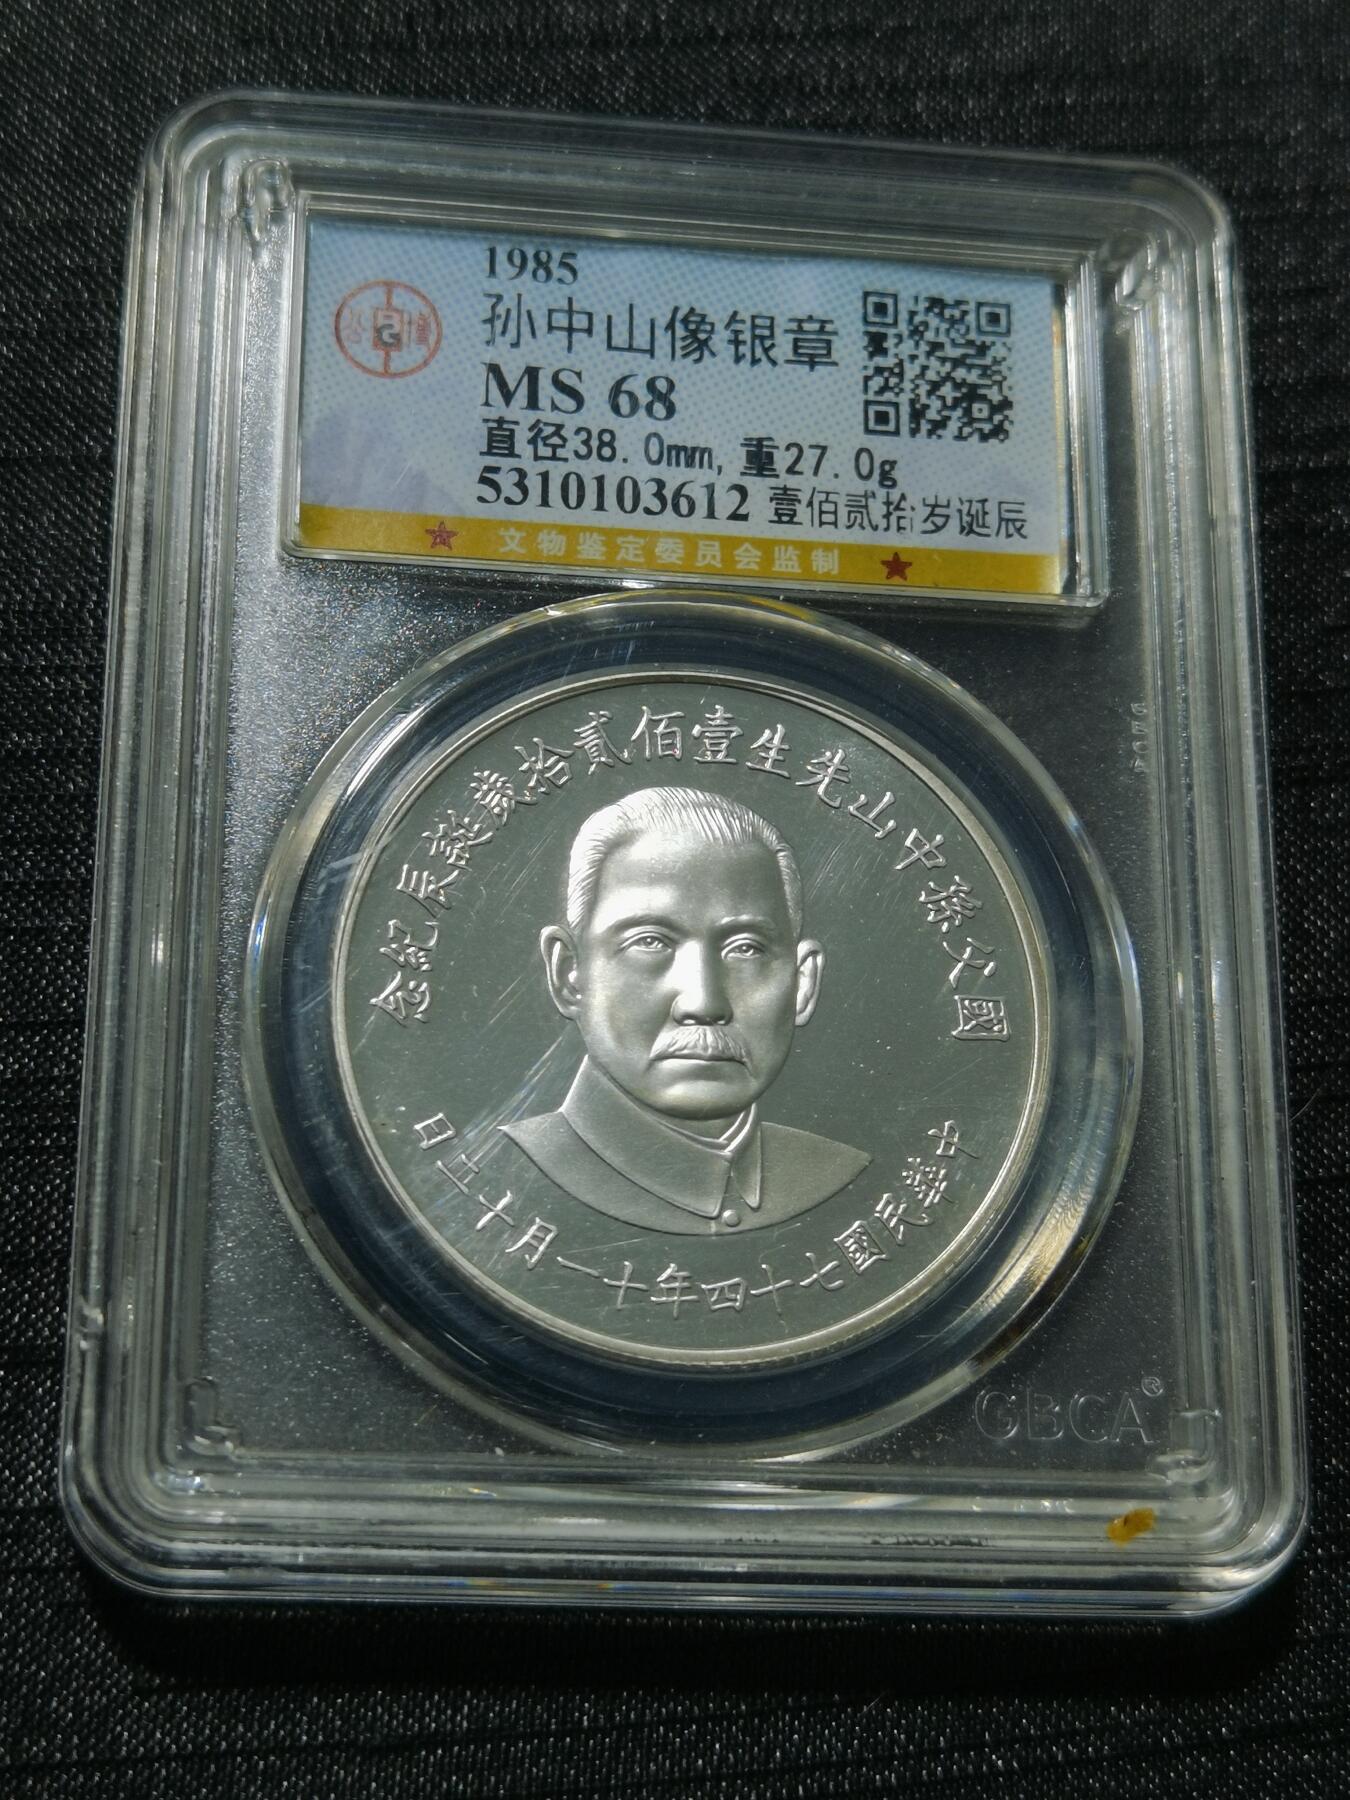 1985
孙中山像银章
MS 68
直径38.0mm,重27.0g
5310103612 壹佰贰拾岁诞辰
文物鉴定委员会监制
國父孫中山先生壹佰貳拾歲誕辰紀念
中華民國七十四年十一月十二日
GBCA®